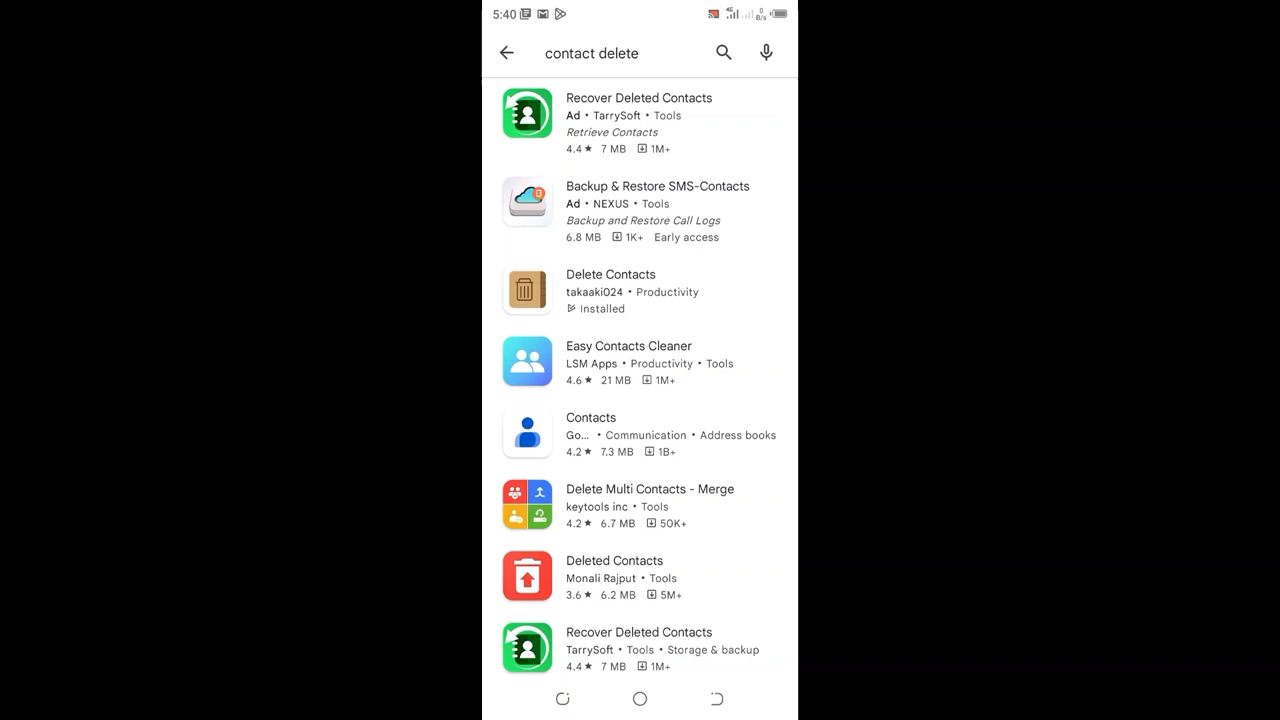 5:40
4G
0
B/s
contact delete
Recover Deleted Contacts
Ad • TarrySoft • Tools
Retrieve Contacts
4.4★ 7 MB 1M+
Backup & Restore SMS-Contacts
Ad • NEXUS • Tools
Backup and Restore Call Logs
6.8 MB 1K+ Early access
Delete Contacts
takaaki024 • Productivity
Installed
Easy Contacts Cleaner
LSM Apps • Productivity • Tools
4.6★ 21 MB 1M+
Contacts
Go... • Communication • Address books
4.2★ 7.3 MB 1B+
Delete Multi Contacts - Merge
keytools inc • Tools
4.2★ 6.7 MB 50K+
Deleted Contacts
Monali Rajput • Tools
3.6★ 6.2 MB 5M+
Recover Deleted Contacts
TarrySoft • Tools • Storage & backup
4.4★ 7 MB 1M+